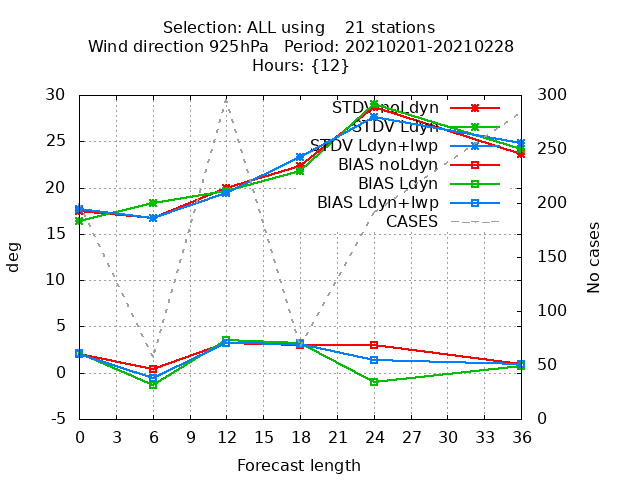 Selection: ALL using    21 stations
Wind direction 925hPa   Period: 20210201-20210228
Hours: {12}
30
25
20
15
10
5
0
-5
deg
STDV noLdyn
STDV Ldyn
STDV Ldyn+lwp
BIAS noLdyn
BIAS Ldyn
BIAS Ldyn+lwp
CASES
300
250
200
150
100
50
0
No cases
0 3 6 9 12 15 18 21 24 27 30 33 36
Forecast length